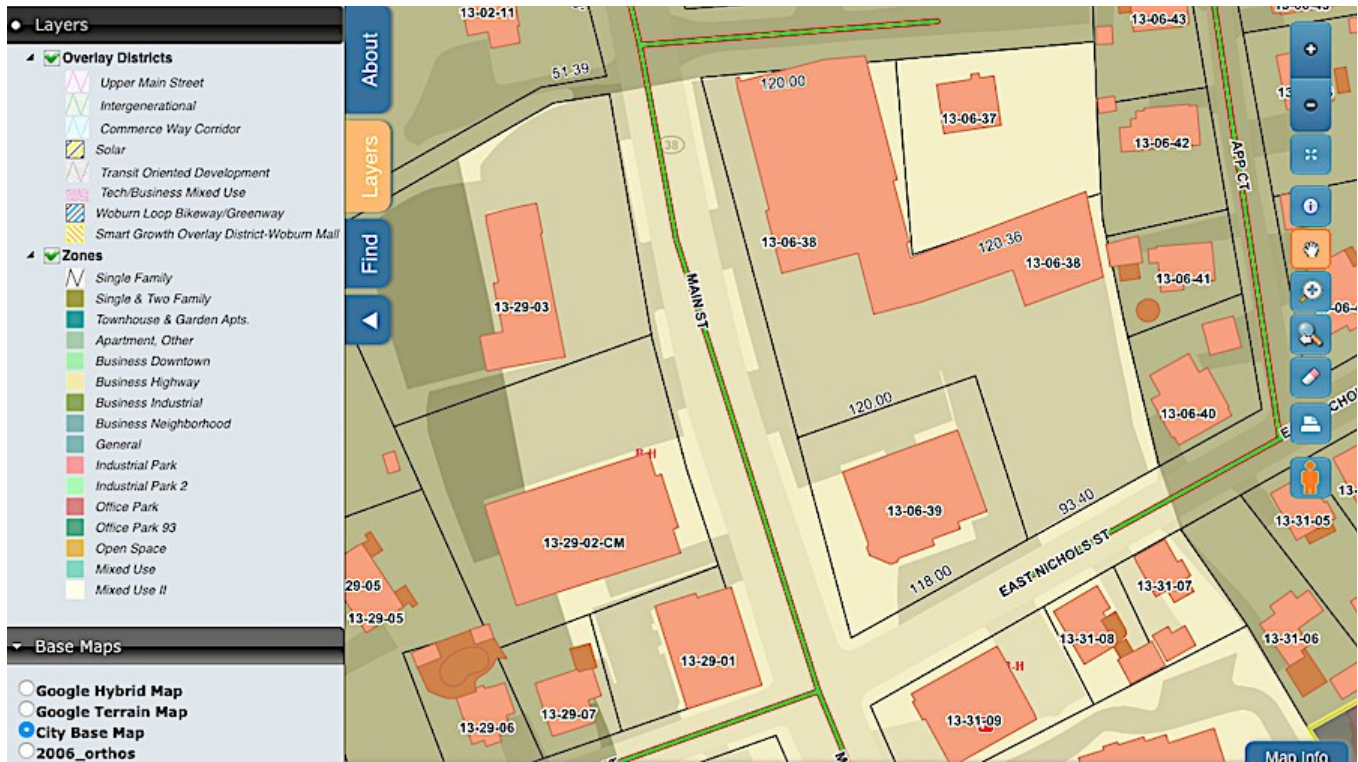 Layers
Overlay Districts
Upper Main Street
Intergenerational
Commerce Way Corridor
Solar
Transit Oriented Development
Tech/Business Mixed Use
Woburn Loop Bikeway/Greenway
Smart Growth Overlay District-Woburn Mall
Zones
Single Family
Single & Two Family
Townhouse & Garden Apts.
Apartment, Other
Business Downtown
Business Highway
Business Industrial
Business Neighborhood
General
Industrial Park
Industrial Park 2
Office Park
Office Park 93
Open Space
Mixed Use
Mixed Use II
Base Maps
Google Hybrid Map
Google Terrain Map
City Base Map
2006_orthos
About
Layers
Find
13-02-11
51.39
38
120.00
13-06-37
13-06-43
13-06-42
APP CT
13-06-38
120.36
13-06-38
13-06-41
MAIN ST
13-29-03
120.00
13-06-40
B-H
13-06-39
93.40
13-29-02-CM
118.00
EAST NICHOLS ST
13-31-05
29-05
13-29-05
13-31-07
13-31-08
13-31-06
13-29-01
13-29-06
13-29-07
13-31-09
Map Info